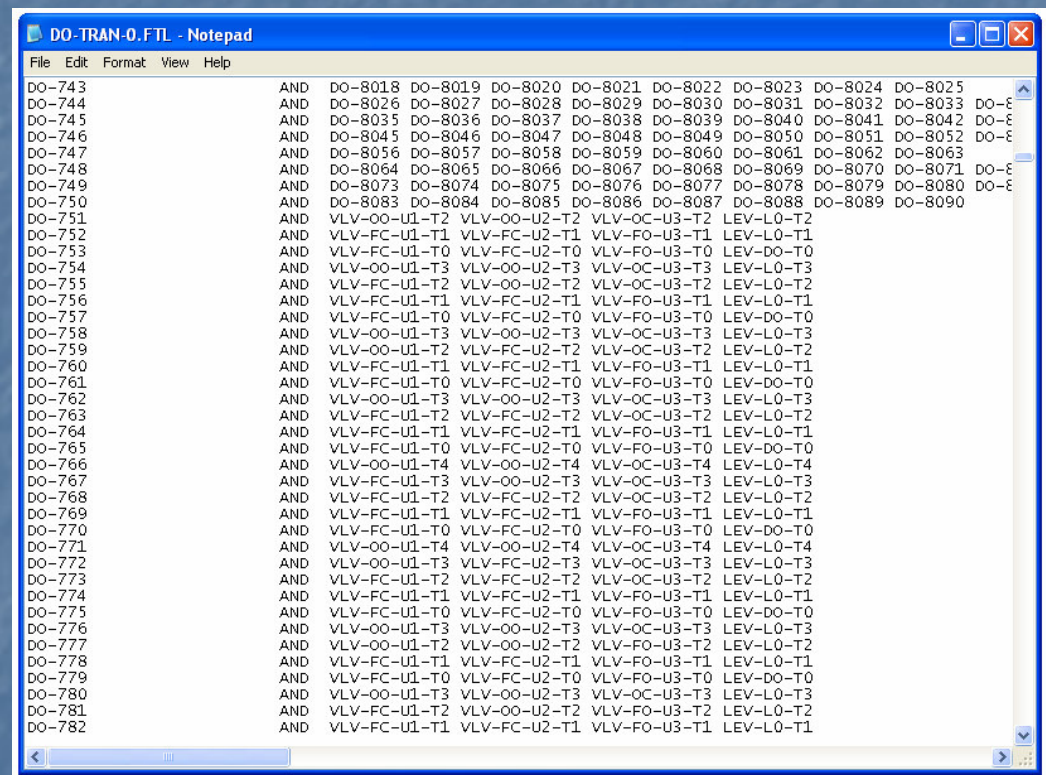 DO-TRAN-0.FTL - Notepad
File Edit Format View Help
DO-743 AND DO-8018 DO-8019 DO-8020 DO-8021 DO-8022 DO-8023 DO-8024 DO-8025
DO-744 AND DO-8026 DO-8027 DO-8028 DO-8029 DO-8030 DO-8031 DO-8032 DO-8033
DO-745 AND DO-8035 DO-8036 DO-8037 DO-8038 DO-8039 DO-8040 DO-8041 DO-8042
DO-746 AND DO-8045 DO-8046 DO-8047 DO-8048 DO-8049 DO-8050 DO-8051 DO-8052
DO-747 AND DO-8056 DO-8057 DO-8058 DO-8059 DO-8060 DO-8061 DO-8062 DO-8063
DO-748 AND DO-8064 DO-8065 DO-8066 DO-8067 DO-8068 DO-8069 DO-8070 DO-8071
DO-749 AND DO-8073 DO-8074 DO-8075 DO-8076 DO-8077 DO-8078 DO-8079 DO-8080
DO-750 AND DO-8083 DO-8084 DO-8085 DO-8086 DO-8087 DO-8088 DO-8089 DO-8090
DO-751 AND VLV-OO-U1-T2 VLV-OO-U2-T2 VLV-OC-U3-T2 LEV-L0-T2
DO-752 AND VLV-FC-U1-T1 VLV-FC-U2-T1 VLV-FO-U3-T1 LEV-L0-T1
DO-753 AND VLV-FC-U1-T0 VLV-FC-U2-T0 VLV-FO-U3-T0 LEV-DO-T0
DO-754 AND VLV-OO-U1-T3 VLV-OO-U2-T3 VLV-OC-U3-T3 LEV-L0-T3
DO-755 AND VLV-FC-U1-T2 VLV-OO-U2-T2 VLV-OC-U3-T2 LEV-L0-T2
DO-756 AND VLV-FC-U1-T1 VLV-FC-U2-T1 VLV-FO-U3-T1 LEV-L0-T1
DO-757 AND VLV-FC-U1-T0 VLV-FC-U2-T0 VLV-FO-U3-T0 LEV-DO-T0
DO-758 AND VLV-OO-U1-T3 VLV-OO-U2-T3 VLV-OC-U3-T3 LEV-L0-T3
DO-759 AND VLV-OO-U1-T2 VLV-FC-U2-T2 VLV-OC-U3-T2 LEV-L0-T2
DO-760 AND VLV-FC-U1-T1 VLV-FC-U2-T1 VLV-FO-U3-T1 LEV-L0-T1
DO-761 AND VLV-FC-U1-T0 VLV-FC-U2-T0 VLV-FO-U3-T0 LEV-DO-T0
DO-762 AND VLV-OO-U1-T3 VLV-OO-U2-T3 VLV-OC-U3-T3 LEV-L0-T3
DO-763 AND VLV-FC-U1-T2 VLV-FC-U2-T2 VLV-OC-U3-T2 LEV-L0-T2
DO-764 AND VLV-FC-U1-T1 VLV-FC-U2-T1 VLV-FO-U3-T1 LEV-L0-T1
DO-765 AND VLV-FC-U1-T0 VLV-FC-U2-T0 VLV-FO-U3-T0 LEV-DO-T0
DO-766 AND VLV-OO-U1-T4 VLV-OO-U2-T4 VLV-OC-U3-T4 LEV-L0-T4
DO-767 AND VLV-FC-U1-T3 VLV-OO-U2-T3 VLV-OC-U3-T3 LEV-L0-T3
DO-768 AND VLV-FC-U1-T2 VLV-FC-U2-T2 VLV-OC-U3-T2 LEV-L0-T2
DO-769 AND VLV-FC-U1-T1 VLV-FC-U2-T1 VLV-FO-U3-T1 LEV-L0-T1
DO-770 AND VLV-FC-U1-T0 VLV-FC-U2-T0 VLV-FO-U3-T0 LEV-DO-T0
DO-771 AND VLV-OO-U1-T4 VLV-OO-U2-T4 VLV-OC-U3-T4 LEV-L0-T4
DO-772 AND VLV-OO-U1-T3 VLV-FC-U2-T3 VLV-OC-U3-T3 LEV-L0-T3
DO-773 AND VLV-FC-U1-T2 VLV-FC-U2-T2 VLV-OC-U3-T2 LEV-L0-T2
DO-774 AND VLV-FC-U1-T1 VLV-FC-U2-T1 VLV-FO-U3-T1 LEV-L0-T1
DO-775 AND VLV-FC-U1-T0 VLV-FC-U2-T0 VLV-FO-U3-T0 LEV-DO-T0
DO-776 AND VLV-OO-U1-T3 VLV-OO-U2-T3 VLV-OC-U3-T3 LEV-L0-T3
DO-777 AND VLV-OO-U1-T2 VLV-OO-U2-T2 VLV-FO-U3-T2 LEV-L0-T2
DO-778 AND VLV-FC-U1-T1 VLV-FC-U2-T1 VLV-FO-U3-T1 LEV-L0-T1
DO-779 AND VLV-FC-U1-T0 VLV-FC-U2-T0 VLV-FO-U3-T0 LEV-DO-T0
DO-780 AND VLV-OO-U1-T3 VLV-OO-U2-T3 VLV-OC-U3-T3 LEV-L0-T3
DO-781 AND VLV-FC-U1-T2 VLV-OO-U2-T2 VLV-FO-U3-T2 LEV-L0-T2
DO-782 AND VLV-FC-U1-T1 VLV-FC-U2-T1 VLV-FO-U3-T1 LEV-L0-T1